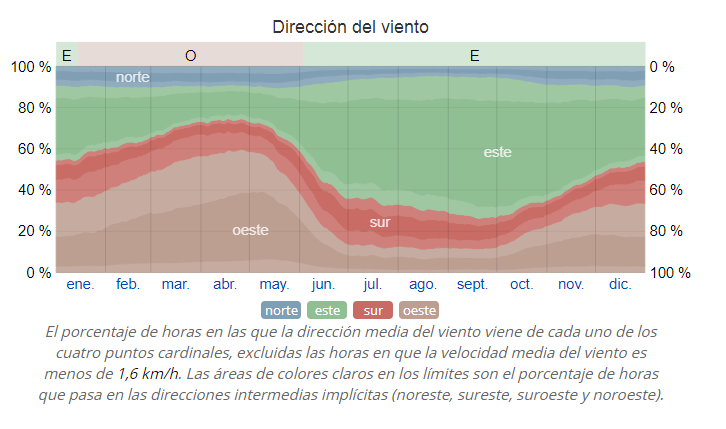 Dirección del viento
E O E
100 % 0 %
norte
80 % 20 %
60 % 40 %
este
40 % 60 %
sur
oeste
20 % 80 %
0 % 100 %
ene. feb. mar. abr. may. jun. jul. ago. sept. oct. nov. dic.
norte este sur oeste
El porcentaje de horas en las que la dirección media del viento viene de cada uno de los
cuatro puntos cardinales, excluidas las horas en que la velocidad media del viento es
menos de 1,6 km/h. Las áreas de colores claros en los límites son el porcentaje de horas
que pasa en las direcciones intermedias implícitas (noreste, sureste, suroeste y noroeste).